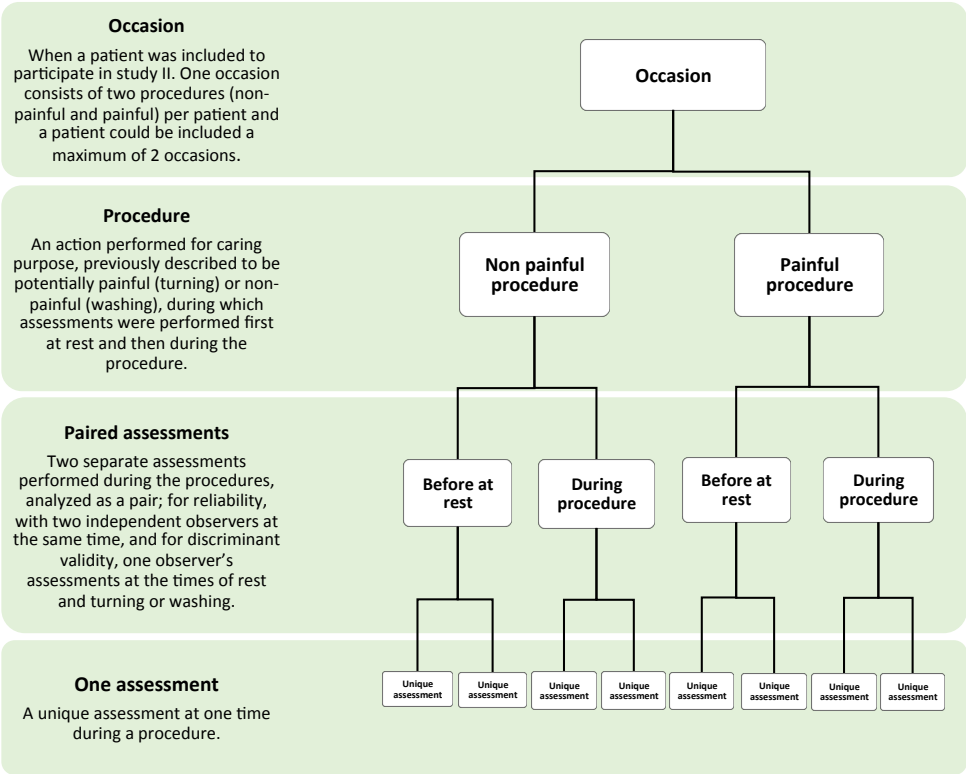 Occasion
When a patient was included to
participate in study II. One occasion
consists of two procedures (non-
painful and painful) per patient and
a patient could be included a
maximum of 2 occasions.
Occasion
Procedure
An action performed for caring
purpose, previously described to be
potentially painful (turning) or non-
painful (washing), during which
assessments were performed first
at rest and then during the
procedure.
Non painful
procedure
Painful
procedure
Paired assessments
Two separate assessments
performed during the procedures,
analyzed as a pair; for reliability,
with two independent observers at
the same time, and for discriminant
validity, one observer’s
assessments at the times of rest
and turning or washing.
Before at
rest
During
procedure
Before at
rest
During
procedure
One assessment
A unique assessment at one time
during a procedure.
Unique
assessment
Unique
assessment
Unique
assessment
Unique
assessment
Unique
assessment
Unique
assessment
Unique
assessment
Unique
assessment